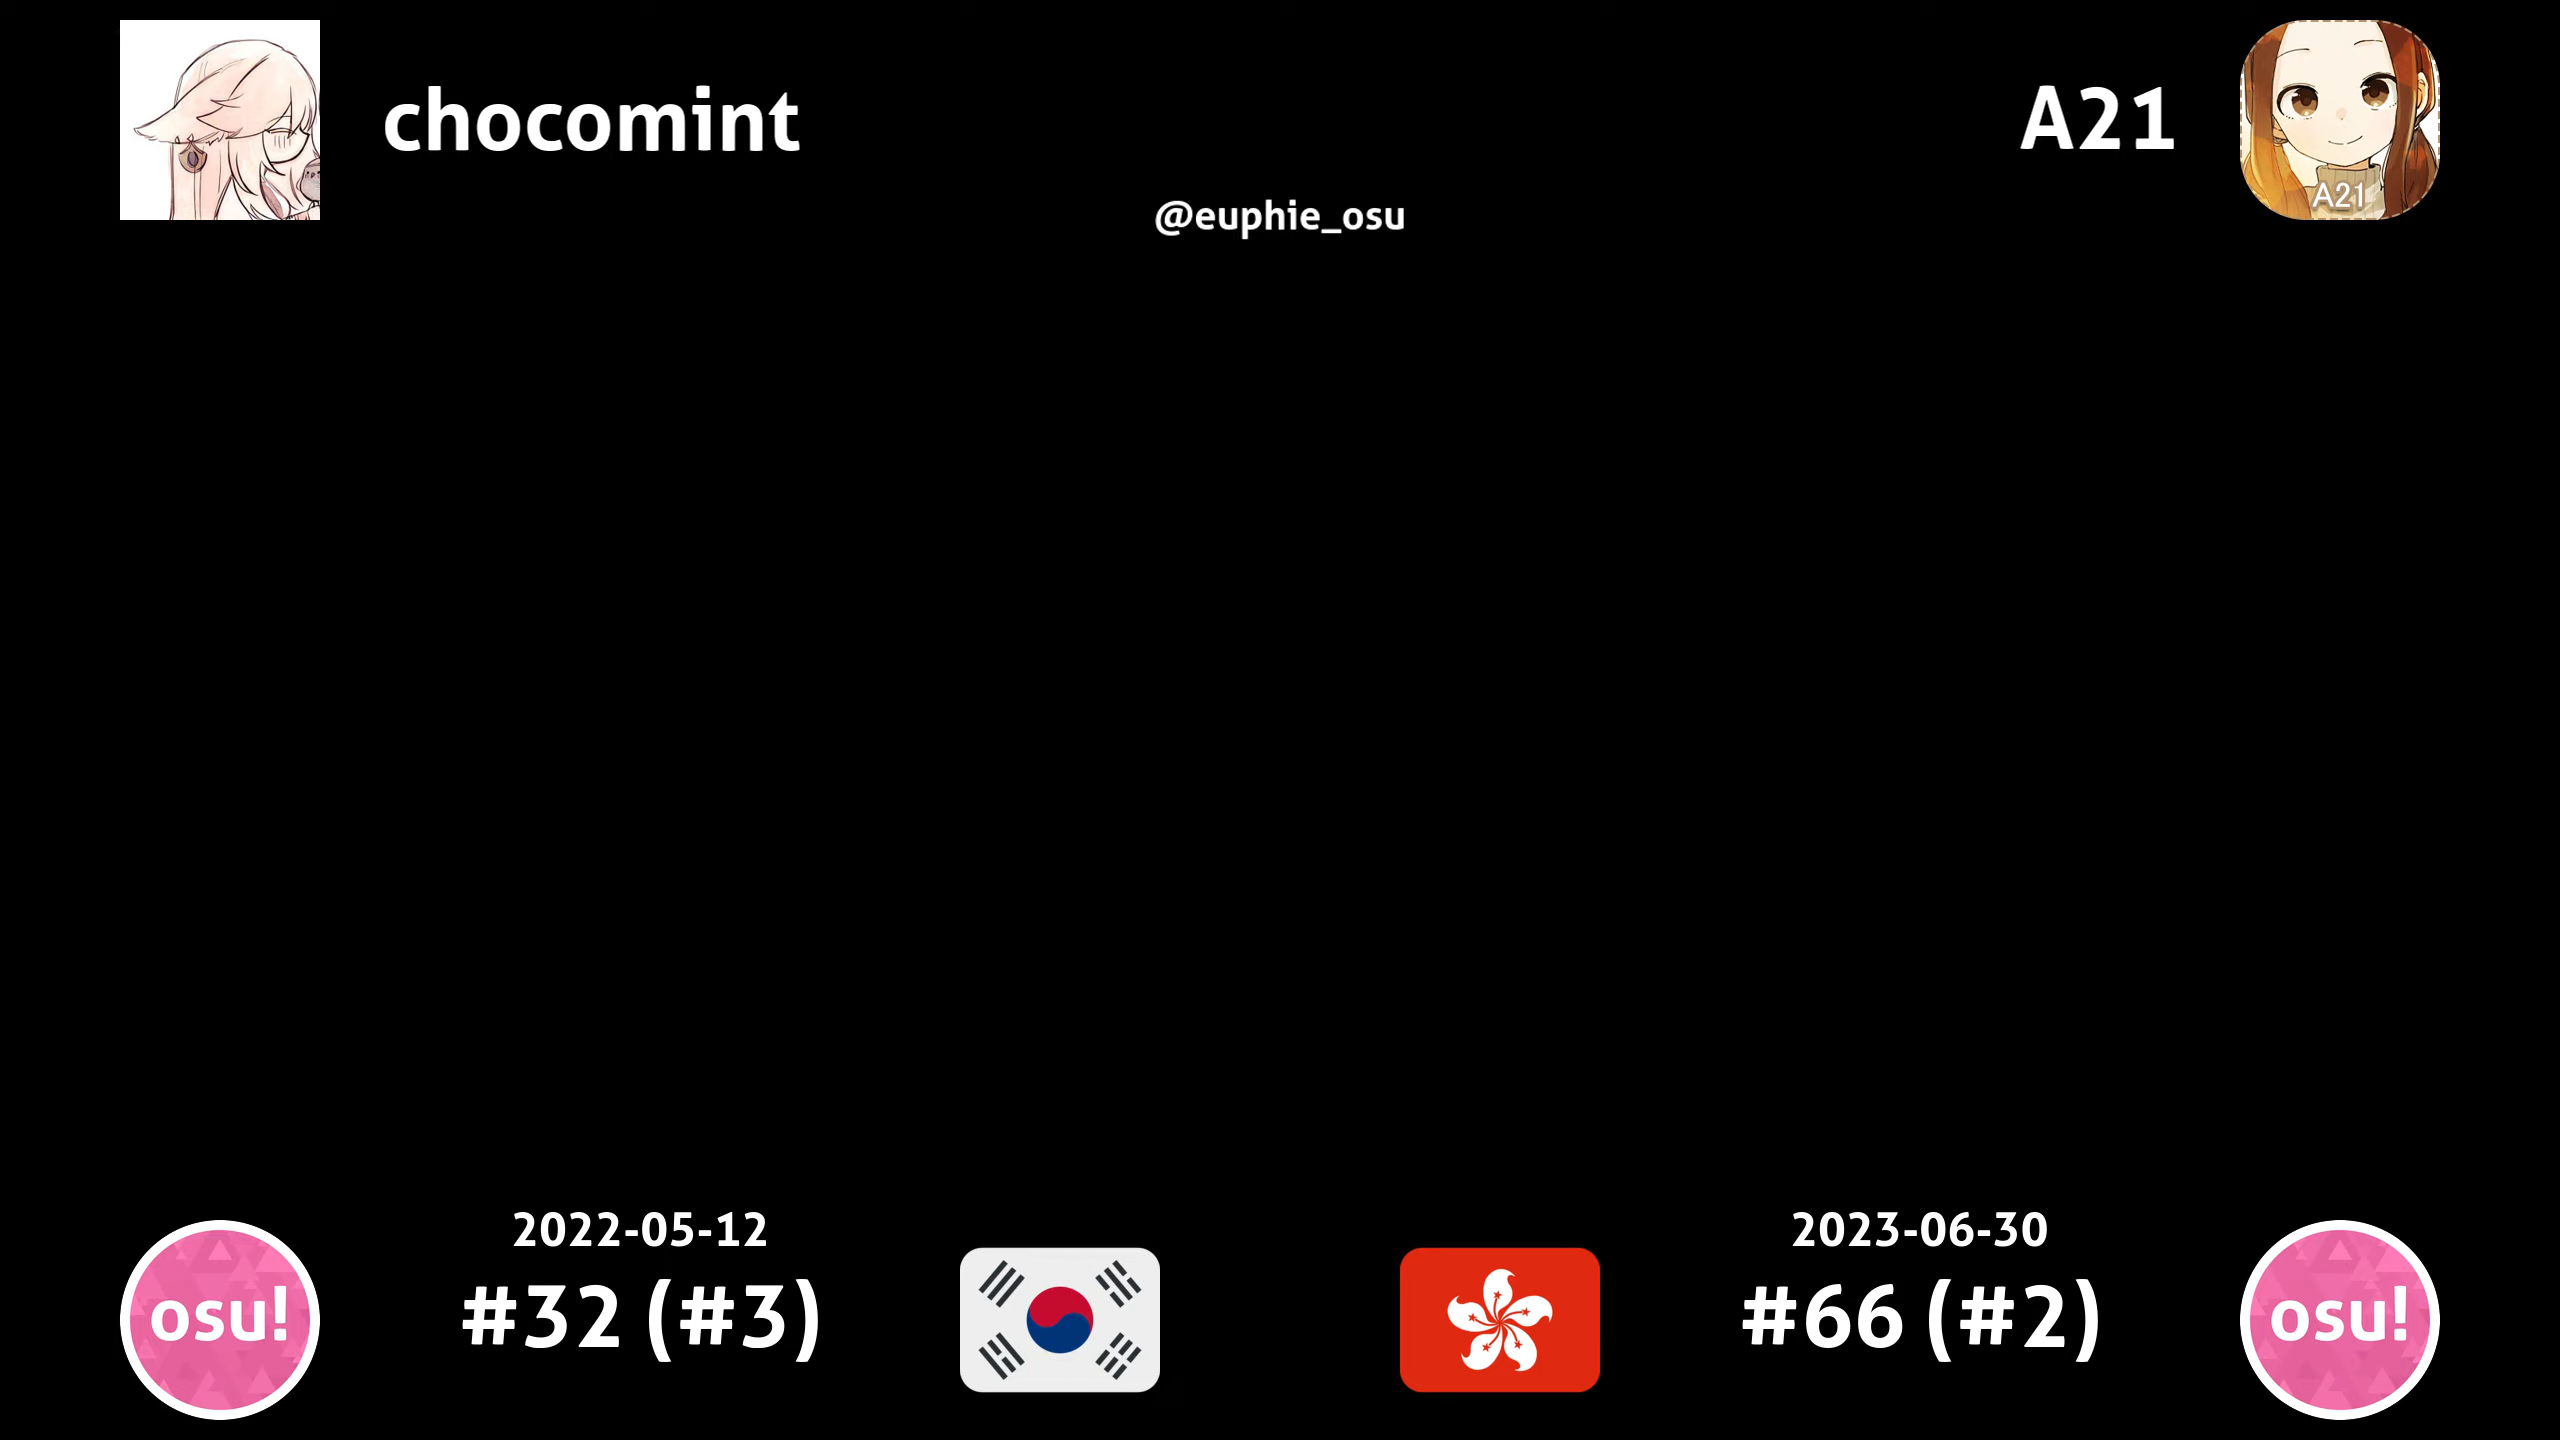 chocomint
A21
A21
@euphie_osu
2022-05-12
#32 (#3)
2023-06-30
#66 (#2)
osu!
osu!